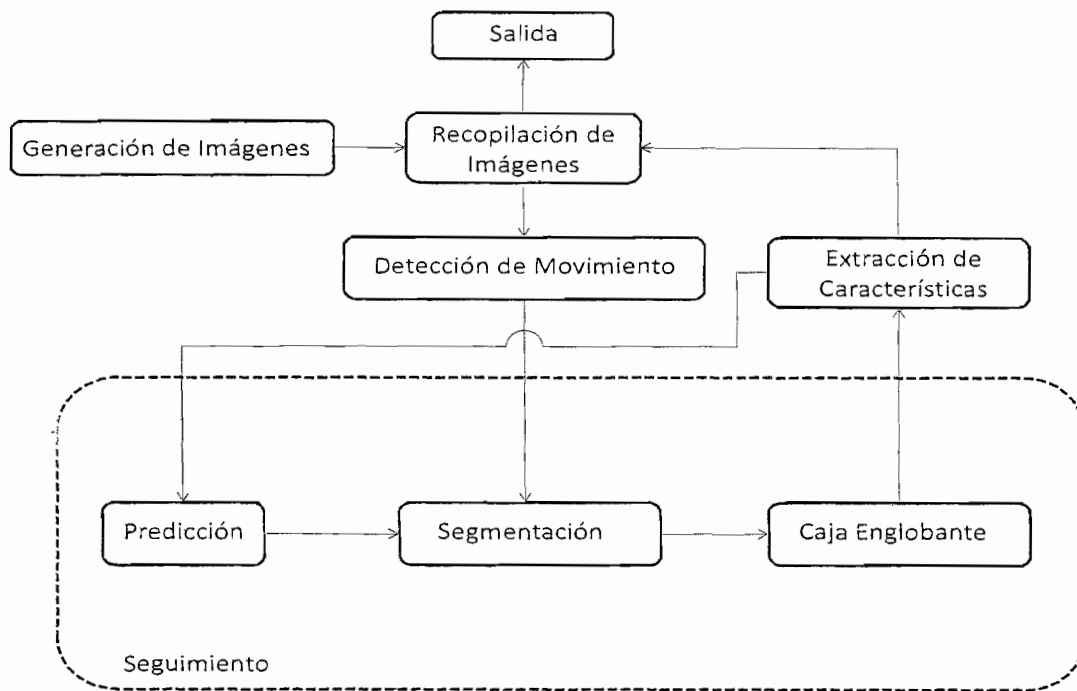 Salida
Generación de Imágenes
Recopilación de
Imágenes
Detección de Movimiento
Extracción de
Características
Predicción
Segmentación
Caja Englobante
Seguimiento